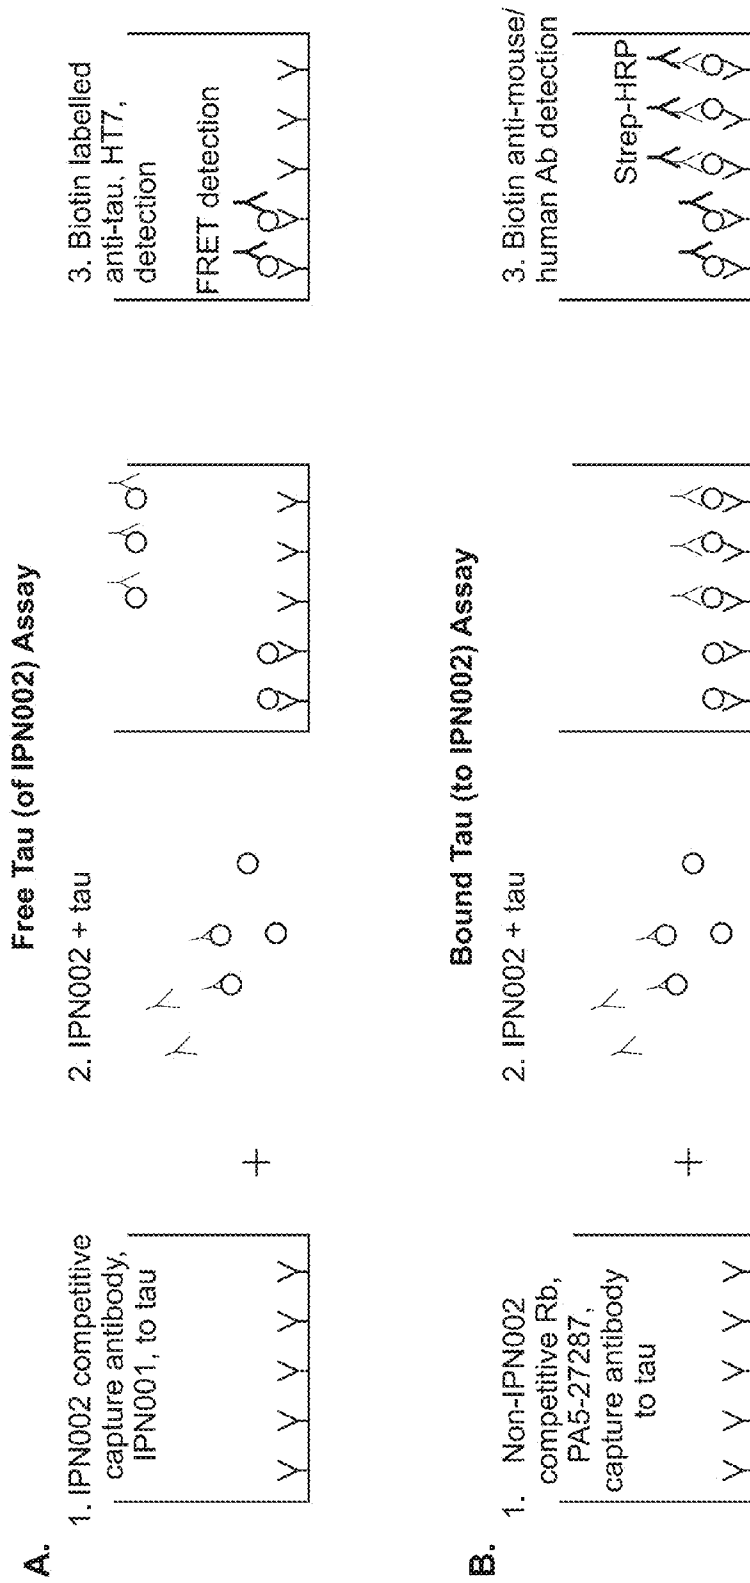 A.
Free Tau (of IPN002) Assay
1. IPN002 competitive
capture antibody,
IPN001, to tau
+
2. IPN002 + tau
3. Biotin labelled
anti-tau, HT7,
detection
FRET detection
B.
Bound Tau (to IPN002) Assay
1. Non-IPN002
competitive Rb,
PA5-27287,
capture antibody
to tau
+
2. IPN002 + tau
3. Biotin anti-mouse/
human Ab detection
Strep-HRP